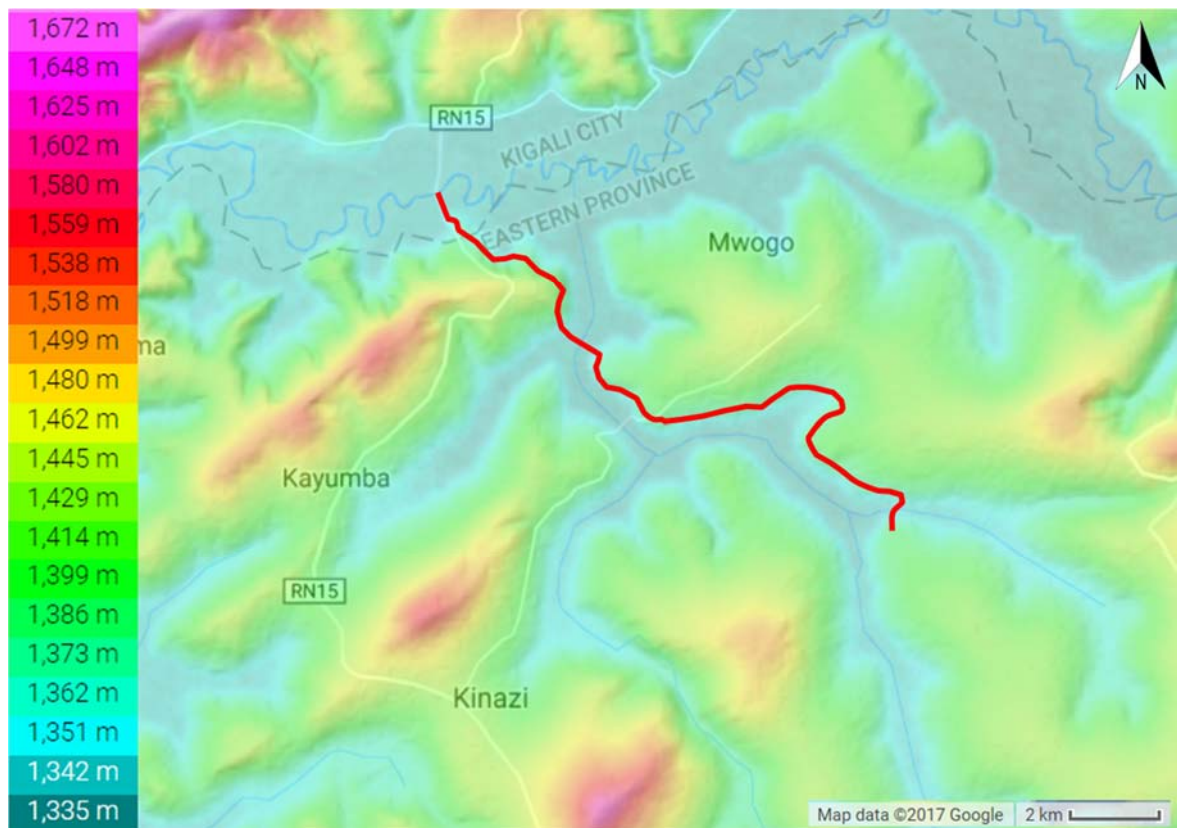 1,672 m
1,648 m
1,625 m
1,602 m
1,580 m
1,559 m
1,538 m
1,518 m
1,499 m
1,480 m
1,462 m
1,445 m
1,429 m
1,414 m
1,399 m
1,386 m
1,373 m
1,362 m
1,351 m
1,342 m
1,335 m
N
RN15
KIGALI CITY
EASTERN PROVINCE
Mwogo
ma
Kayumba
RN15
Kinazi
Map data ©2017 Google
2 km